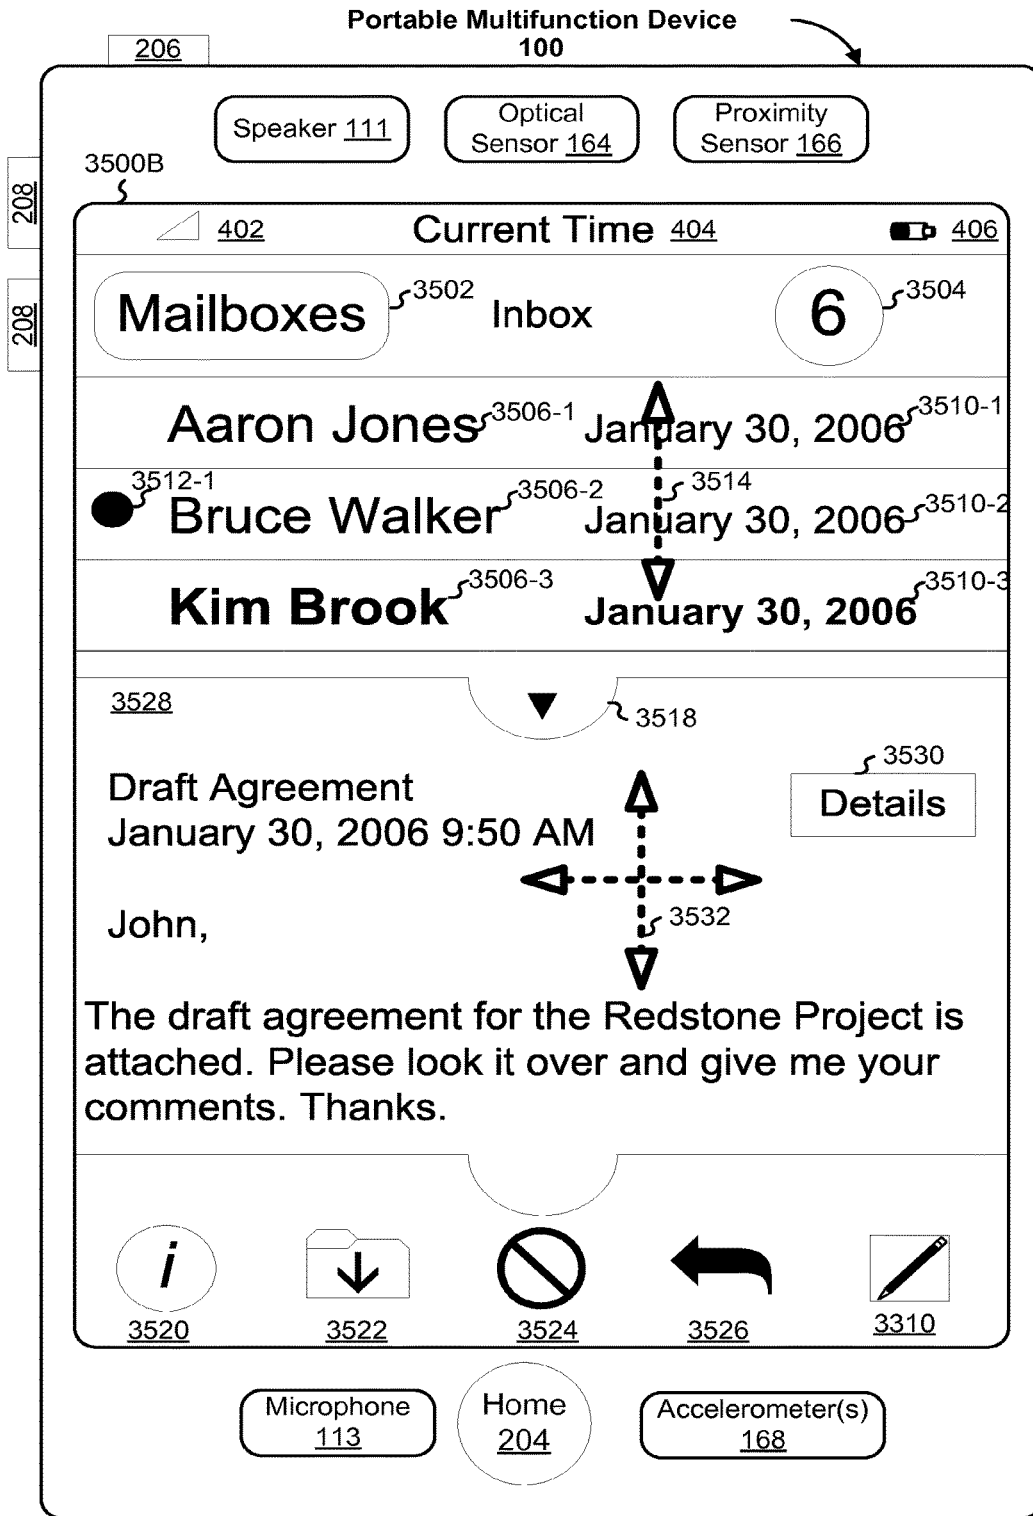 Portable Multifunction Device
100
206
Speaker 111
Optical
Sensor 164
Proximity
Sensor 166
208
208
3500B
402
Current Time 404
406
Mailboxes
3502
Inbox
6
3504
Aaron Jones
3506-1
January 30, 2006
3510-1
3512-1
Bruce Walker
3506-2
January 30, 2006
3514
3510-2
Kim Brook
3506-3
January 30, 2006
3510-3
3528
3518
3530
Draft Agreement
Details
January 30, 2006 9:50 AM
John,
3532
The draft agreement for the Redstone Project is
attached. Please look it over and give me your
comments. Thanks.
i
3520
3522
3524
3526
3310
Microphone
113
Home
204
Accelerometer(s)
168